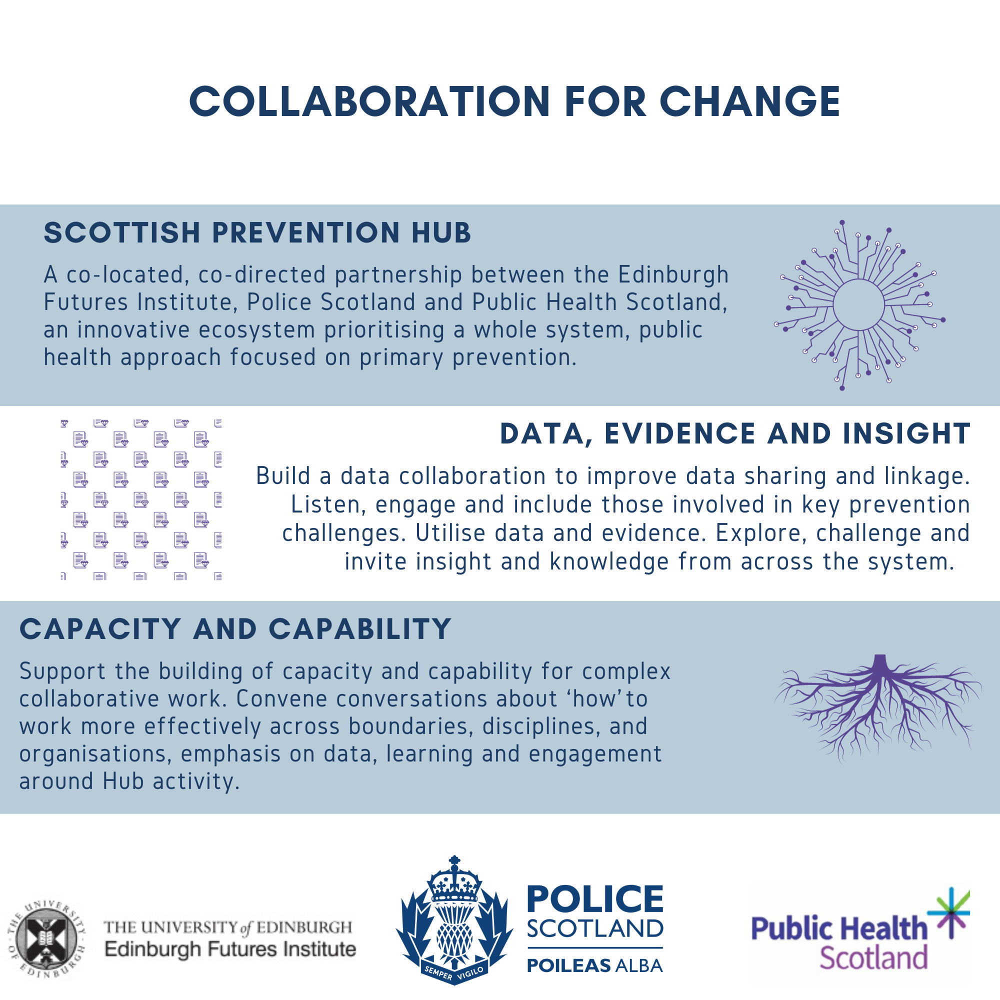 COLLABORATION FOR CHANGE
SCOTTISH PREVENTION HUB
A co-located, co-directed partnership between the Edinburgh
Futures Institute, Police Scotland and Public Health Scotland,
an innovative ecosystem prioritising a whole system, public
health approach focused on primary prevention.
DATA, EVIDENCE AND INSIGHT
Build a data collaboration to improve data sharing and linkage.
Listen, engage and include those involved in key prevention
challenges. Utilise data and evidence. Explore, challenge and
invite insight and knowledge from across the system.
CAPACITY AND CAPABILITY
Support the building of capacity and capability for complex
collaborative work. Convene conversations about ‘how’ to
work more effectively across boundaries, disciplines, and
organisations, emphasis on data, learning and engagement
around Hub activity.
THE UNIVERSITY OF EDINBURGH
THE UNIVERSITY of EDINBURGH
Edinburgh Futures Institute
SEMPER VIGILO
POLICE
SCOTLAND
POILEAS ALBA
Public Health
Scotland